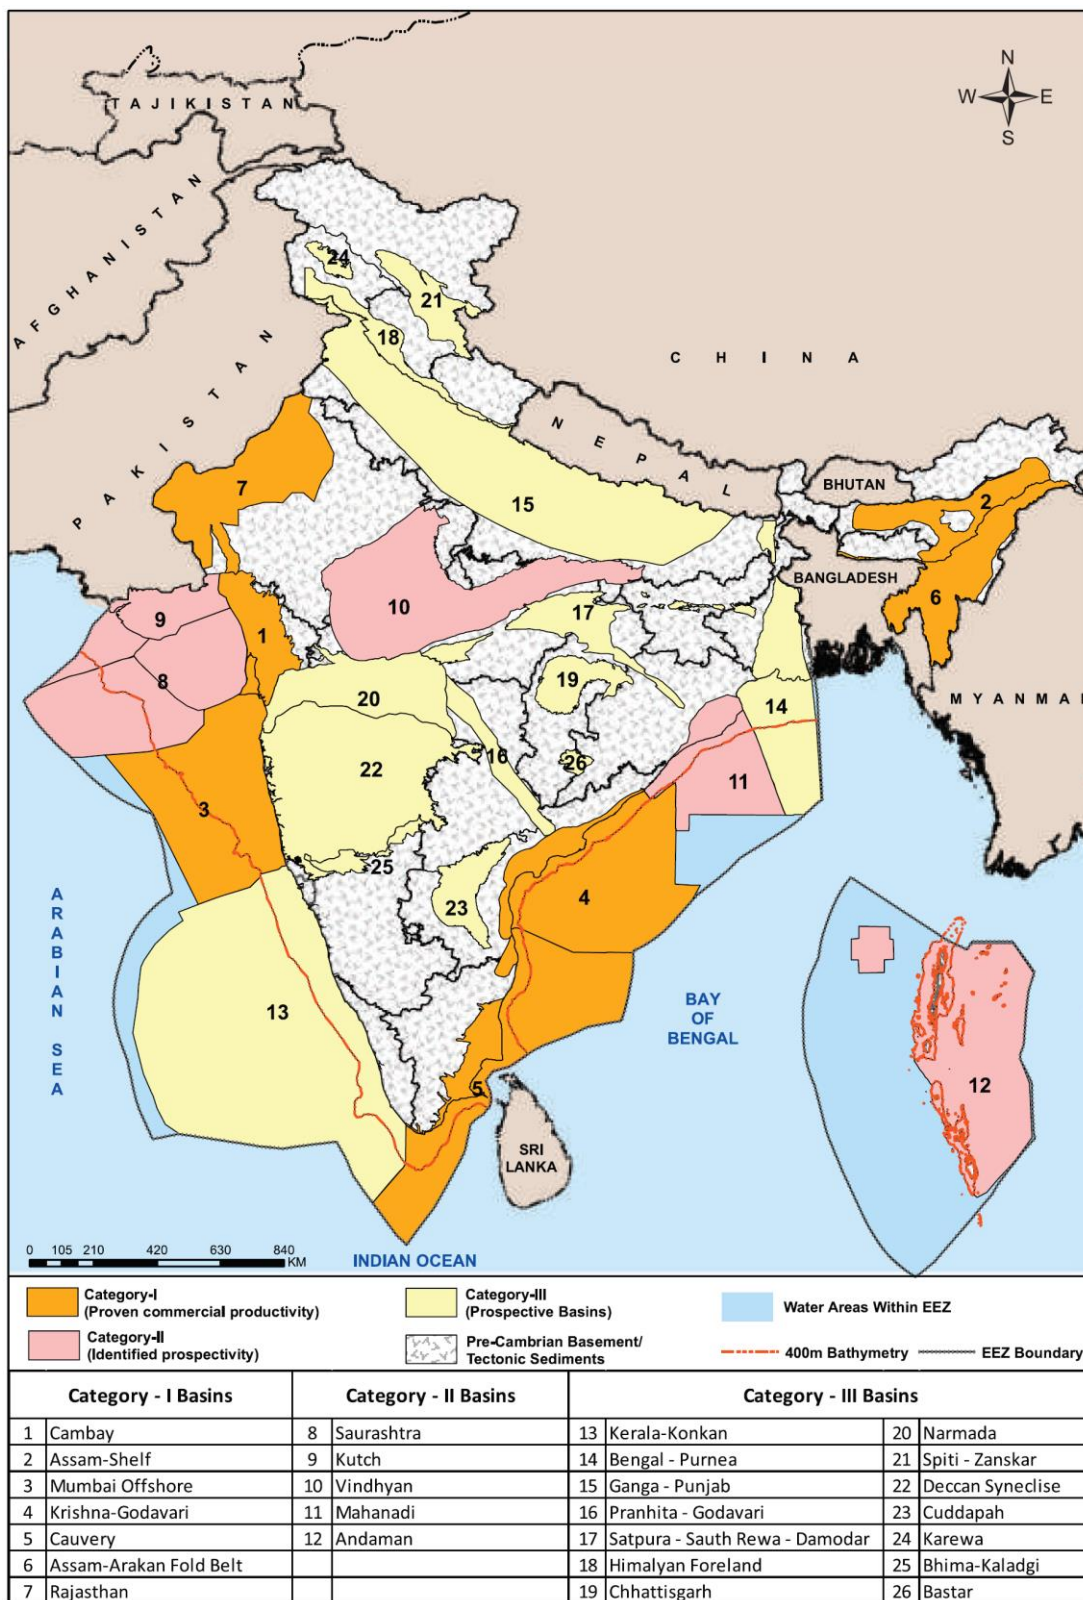 N
W E
S
TAJIKISTAN
AFGHANISTAN
PAKISTAN
CHINA
NEPAL
BHUTAN
BANGLADESH
MYANMAR
24
21
18
7
15
2
9
10
17
6
1
8
19
20
14
16
26
22
11
3
25
23
4
13
12
5
ARABIAN SEA
BAY
OF
BENGAL
SRI
LANKA
INDIAN OCEAN
0 105 210 420 630 840
KM
Category-I
(Proven commercial productivity)
Category-II
(Identified prospectivity)
Category-III
(Prospective Basins)
Pre-Cambrian Basement/
Tectonic Sediments
Water Areas Within EEZ
400m Bathymetry EEZ Boundary
Category - I Basins Category - II Basins Category - III Basins
1 Cambay 8 Saurashtra 13 Kerala-Konkan 20 Narmada
2 Assam-Shelf 9 Kutch 14 Bengal - Purnea 21 Spiti - Zanskar
3 Mumbai Offshore 10 Vindhyan 15 Ganga - Punjab 22 Deccan Syneclise
4 Krishna-Godavari 11 Mahanadi 16 Pranhita - Godavari 23 Cuddapah
5 Cauvery 12 Andaman 17 Satpura - Sauth Rewa - Damodar 24 Karewa
6 Assam-Arakan Fold Belt 18 Himalyan Foreland 25 Bhima-Kaladgi
7 Rajasthan 19 Chhattisgarh 26 Bastar